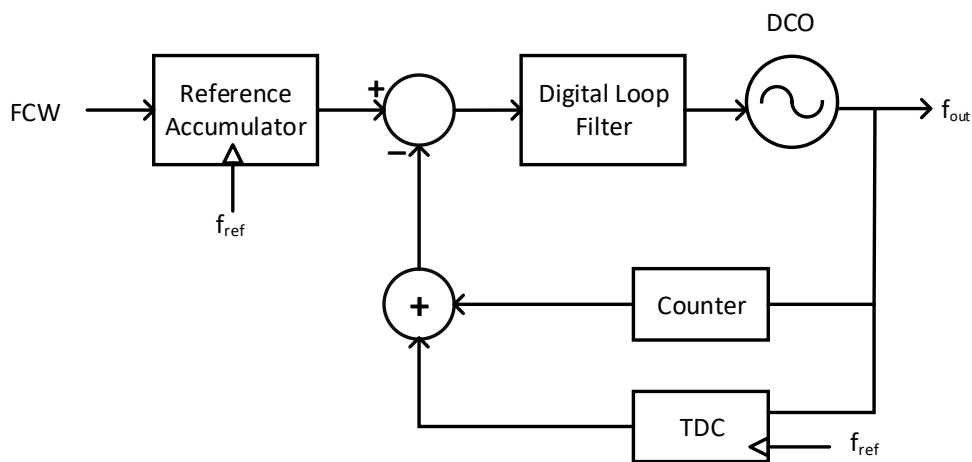 DCO
FCW
Reference
Accumulator
+
−
Digital Loop
Filter
f_out
f_ref
+
Counter
TDC
f_ref